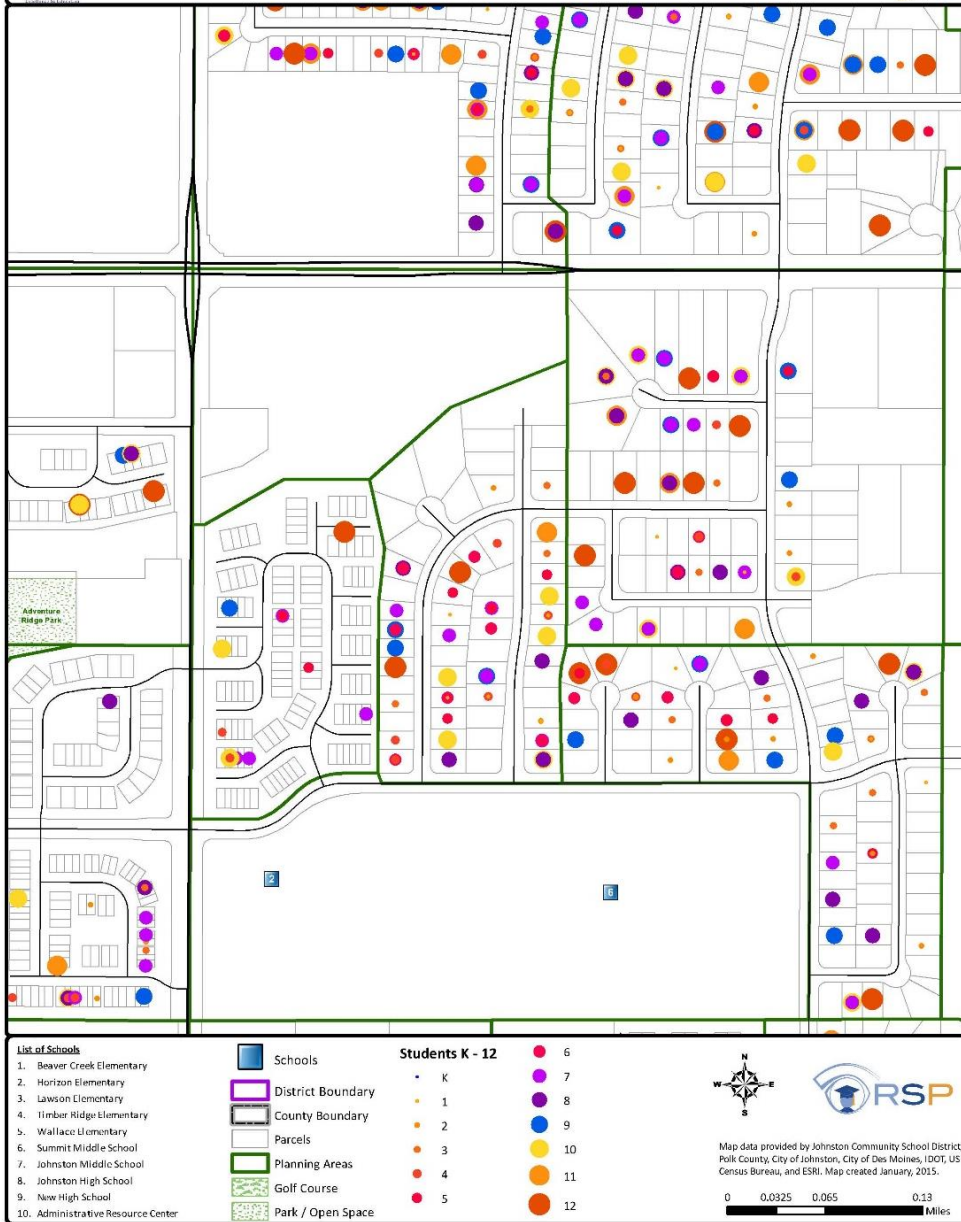 Adventure
Ridge Park
2
6
List of Schools
1. Beaver Creek Elementary
2. Horizon Elementary
3. Lawson Elementary
4. Timber Ridge Elementary
5. Wallace Elementary
6. Summit Middle School
7. Johnston Middle School
8. Johnston High School
9. New High School
10. Administrative Resource Center
Schools
District Boundary
County Boundary
Parcels
Planning Areas
Golf Course
Park / Open Space
Students K - 12
K
1
2
3
4
5
6
7
8
9
10
11
12
N
W E
S
RSP
Map data provided by Johnston Community School District,
Polk County, City of Johnston, City of Des Moines, IDOT, US
Census Bureau, and ESRI. Map created January, 2015.
0 0.0325 0.065 0.13
Miles